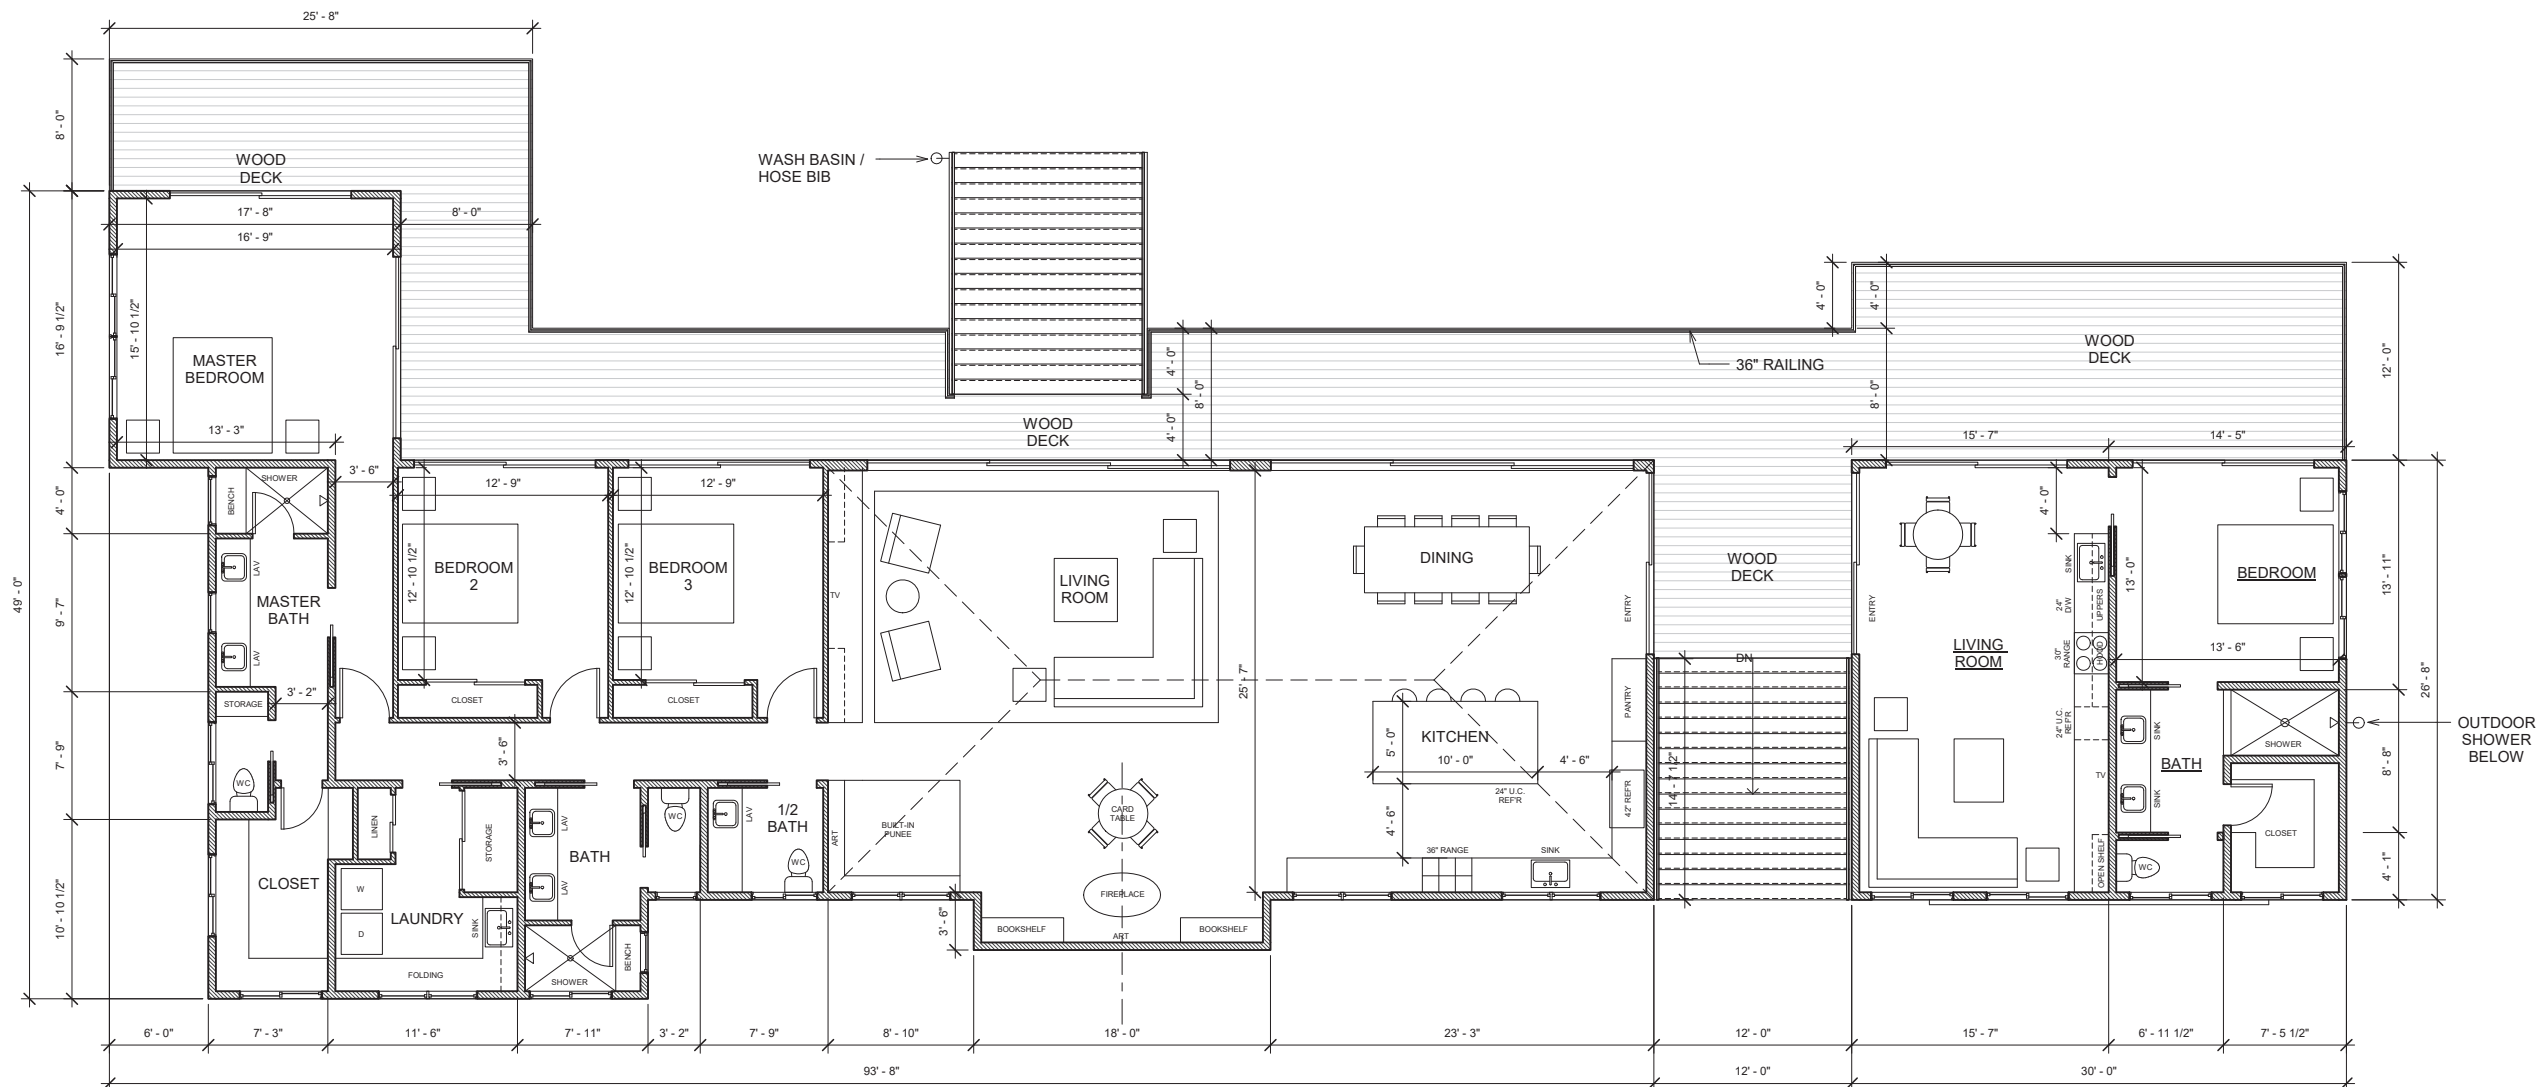 25' - 8"
8' - 0"
WOOD
DECK
WASH BASIN /
HOSE BIB
17' - 8"
8' - 0"
16' - 9"
4' - 0"
4' - 0"
16' - 9 1/2"
15' - 10 1/2"
MASTER
BEDROOM
13' - 3"
4' - 0"
8' - 0"
4' - 0"
36" RAILING
WOOD
DECK
8' - 0"
WOOD
DECK
12' - 0"
15' - 7"
14' - 5"
3' - 6"
SHOWER
BENCH
4' - 0"
12' - 9"
12' - 9"
4' - 0"
49' - 0"
9' - 7"
LAV
MASTER
BATH
LAV
12' - 10 1/2"
BEDROOM
2
12' - 10 1/2"
BEDROOM
3
TV
LIVING
ROOM
DINING
ENTRY
WOOD
DECK
ENTRY
SINK
24"
D/W
UPPERS
30"
RANGE
HOOD
LIVING
ROOM
13' - 0"
BEDROOM
13' - 6"
13' - 11"
26' - 8"
STORAGE
3' - 2"
CLOSET
CLOSET
25' - 7"
DN
PANTRY
7' - 9"
3' - 6"
WC
KITCHEN
5' - 0"
10' - 0"
4' - 6"
24" U.C.
REF'R
42" REF'R
14' - 1 1/2"
24" U.C.
REF'R
TV
SINK
BATH
SINK
SHOWER
OUTDOOR
SHOWER
BELOW
8' - 8"
LINEN
STORAGE
LAV
BATH
LAV
WC
LAV
1/2
BATH
WC
ART
BUILT-IN
PUNEE
CARD
TABLE
4' - 6"
36" RANGE
SINK
OPEN SHELF
WC
CLOSET
4' - 1"
CLOSET
W
D
LAUNDRY
SINK
FOLDING
10' - 10 1/2"
SHOWER
BENCH
FIREPLACE
3' - 6"
BOOKSHELF
ART
BOOKSHELF
6' - 0"
7' - 3"
11' - 6"
7' - 11"
3' - 2"
7' - 9"
8' - 10"
18' - 0"
23' - 3"
12' - 0"
15' - 7"
6' - 11 1/2"
7' - 5 1/2"
93' - 8"
12' - 0"
30' - 0"